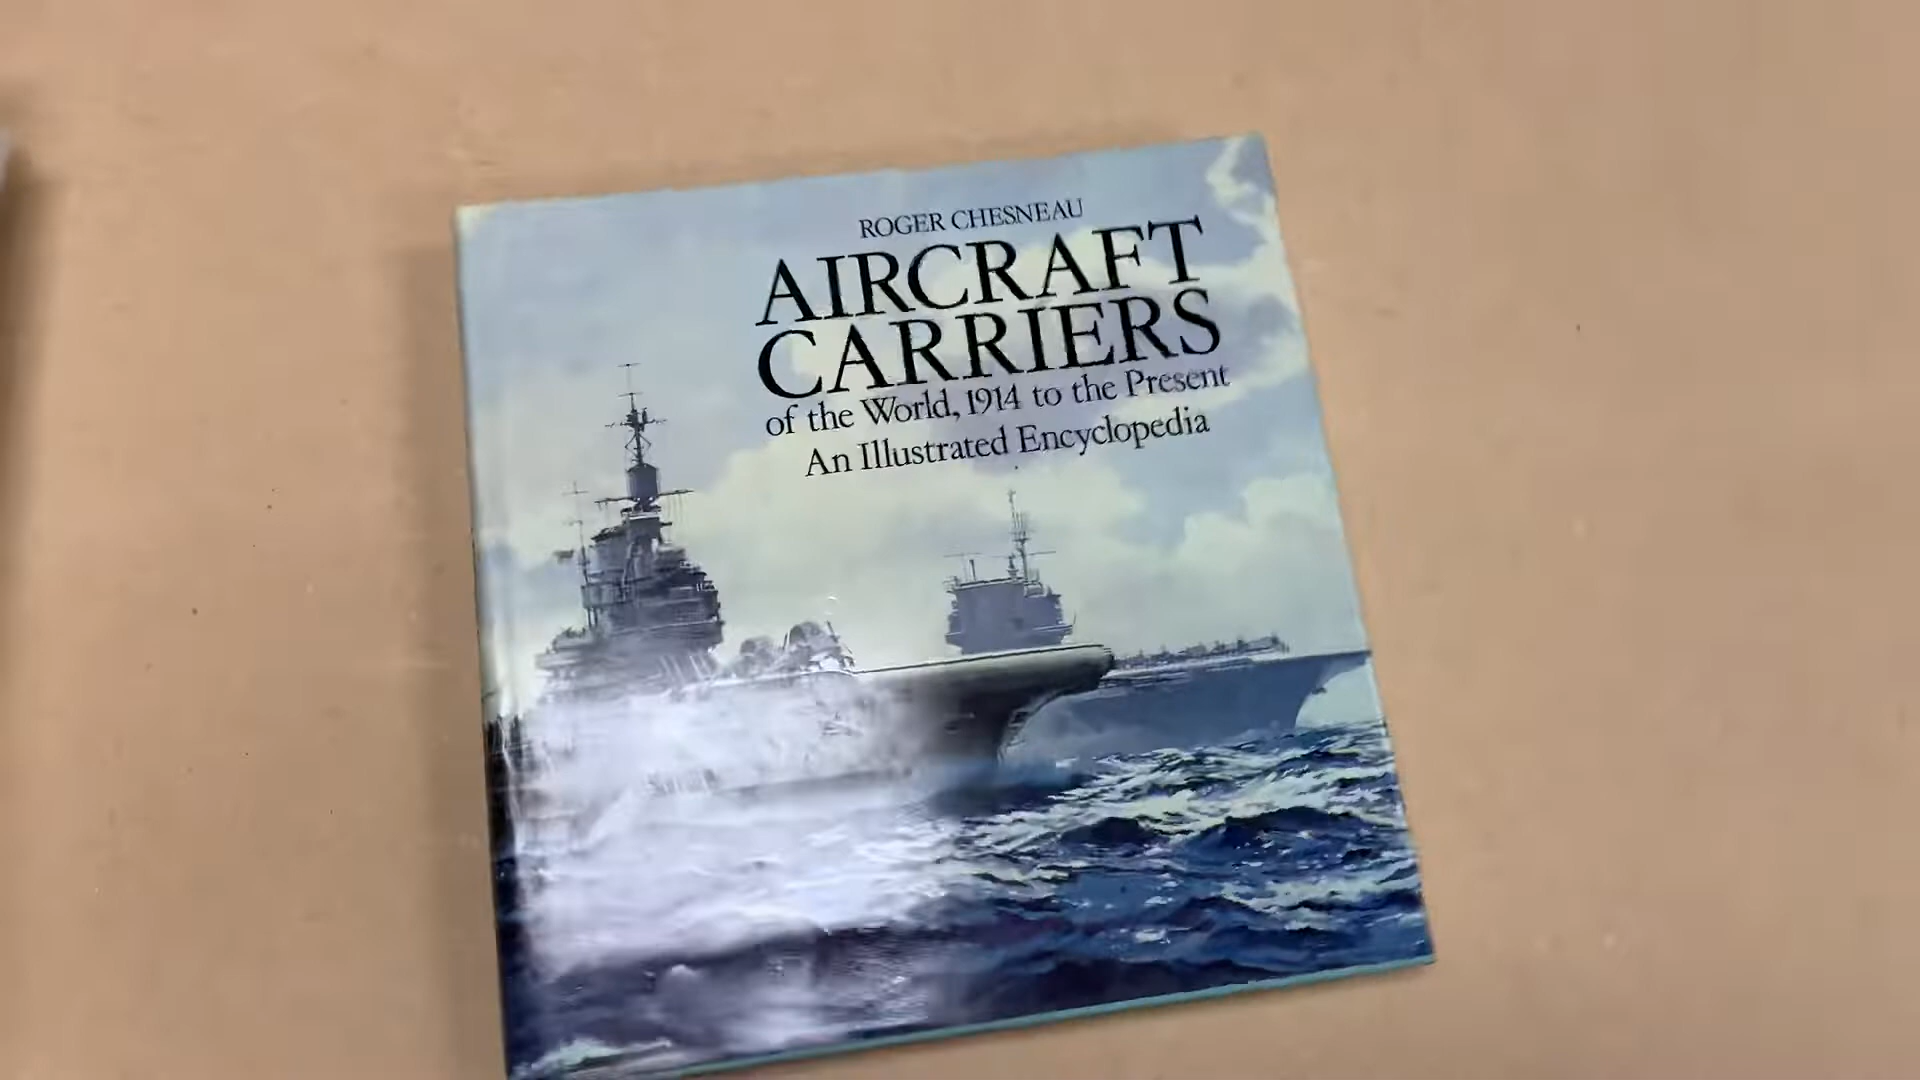 ROGER CHESNEAU
AIRCRAFT
CARRIERS
of the World, 1914 to the Present
An Illustrated Encyclopedia